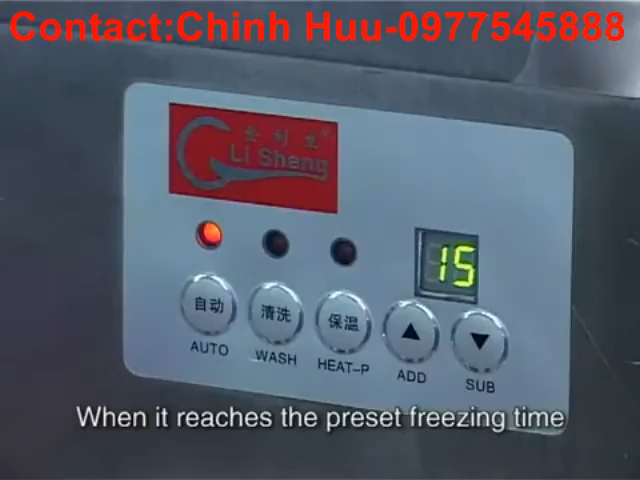 Contact:Chinh Huu-0977545888
Li Sheng
15
自动
清洗
保温
AUTO
WASH
HEAT-P
ADD
SUB
When it reaches the preset freezing time